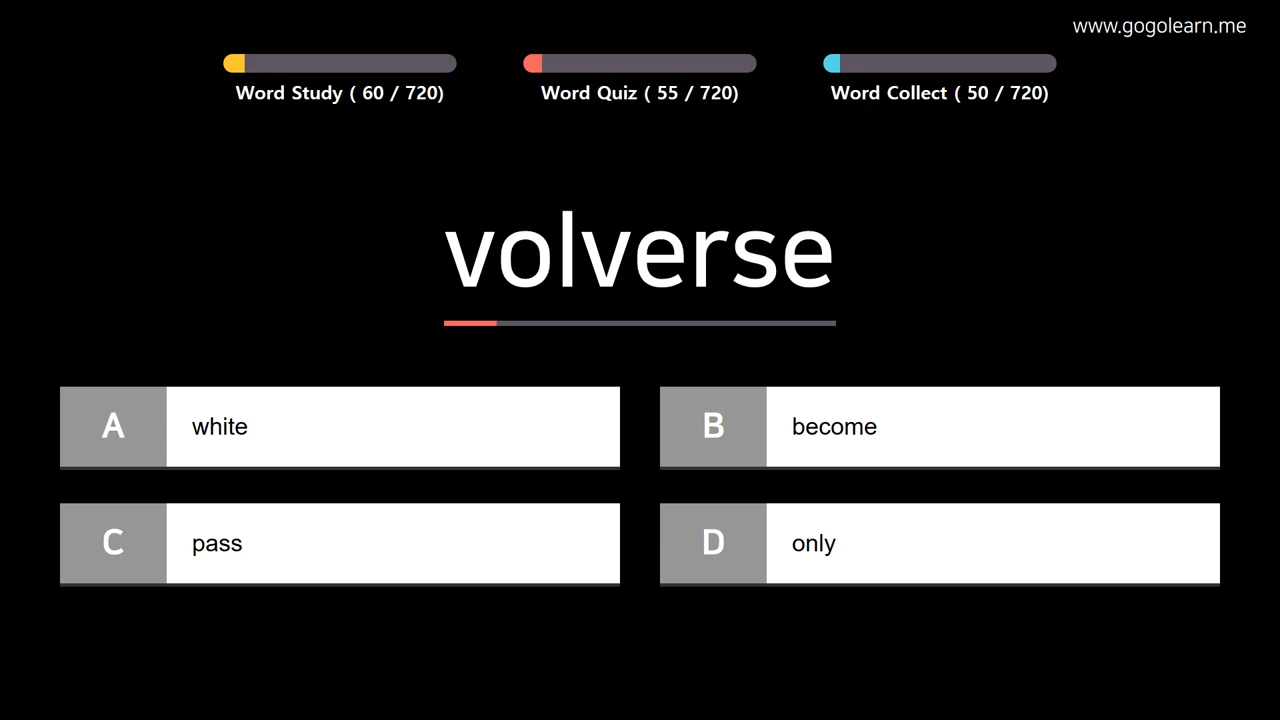 www.gogolearn.me
Word Study ( 60 / 720)
Word Quiz ( 55 / 720)
Word Collect ( 50 / 720)
volverse
A white
B become
C pass
D only